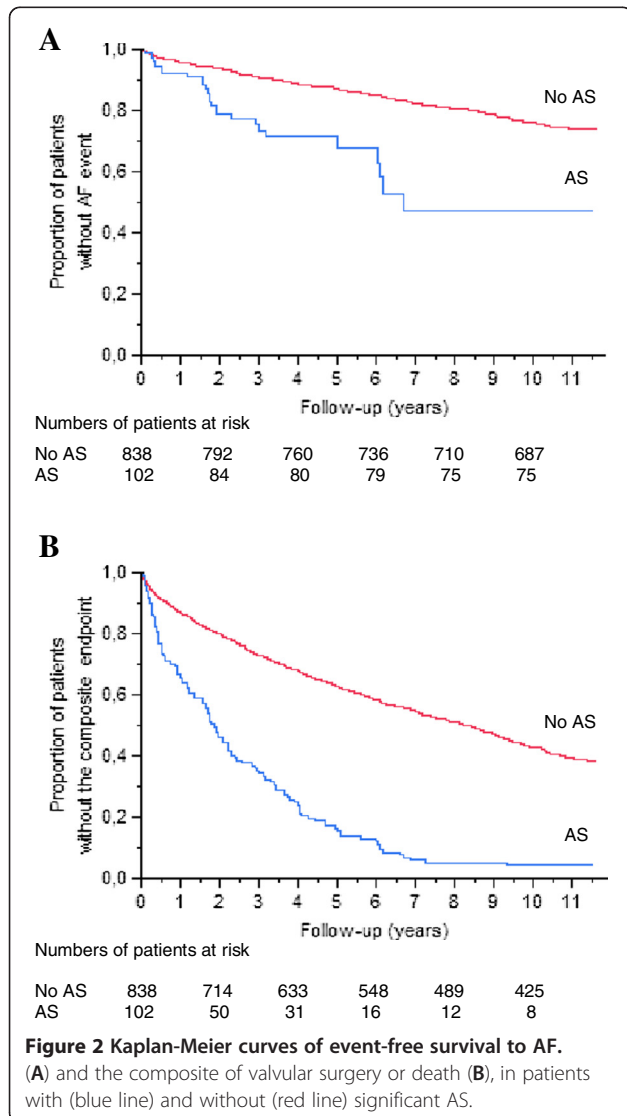 A
1,0
0,8
0,6
0,4
0,2
0,0
Proportion of patients
without AF event
No AS
AS
0 1 2 3 4 5 6 7 8 9 10 11
Follow-up (years)
Numbers of patients at risk
No AS 838 792 760 736 710 687
AS 102 84 80 79 75 75
B
1,0
0,8
0,6
0,4
0,2
0,0
Proportion of patients
without the composite endpoint
No AS
AS
0 1 2 3 4 5 6 7 8 9 10 11
Follow-up (years)
Numbers of patients at risk
No AS 838 714 633 548 489 425
AS 102 50 31 16 12 8
Figure 2 Kaplan-Meier curves of event-free survival to AF.
(A) and the composite of valvular surgery or death (B), in patients
with (blue line) and without (red line) significant AS.